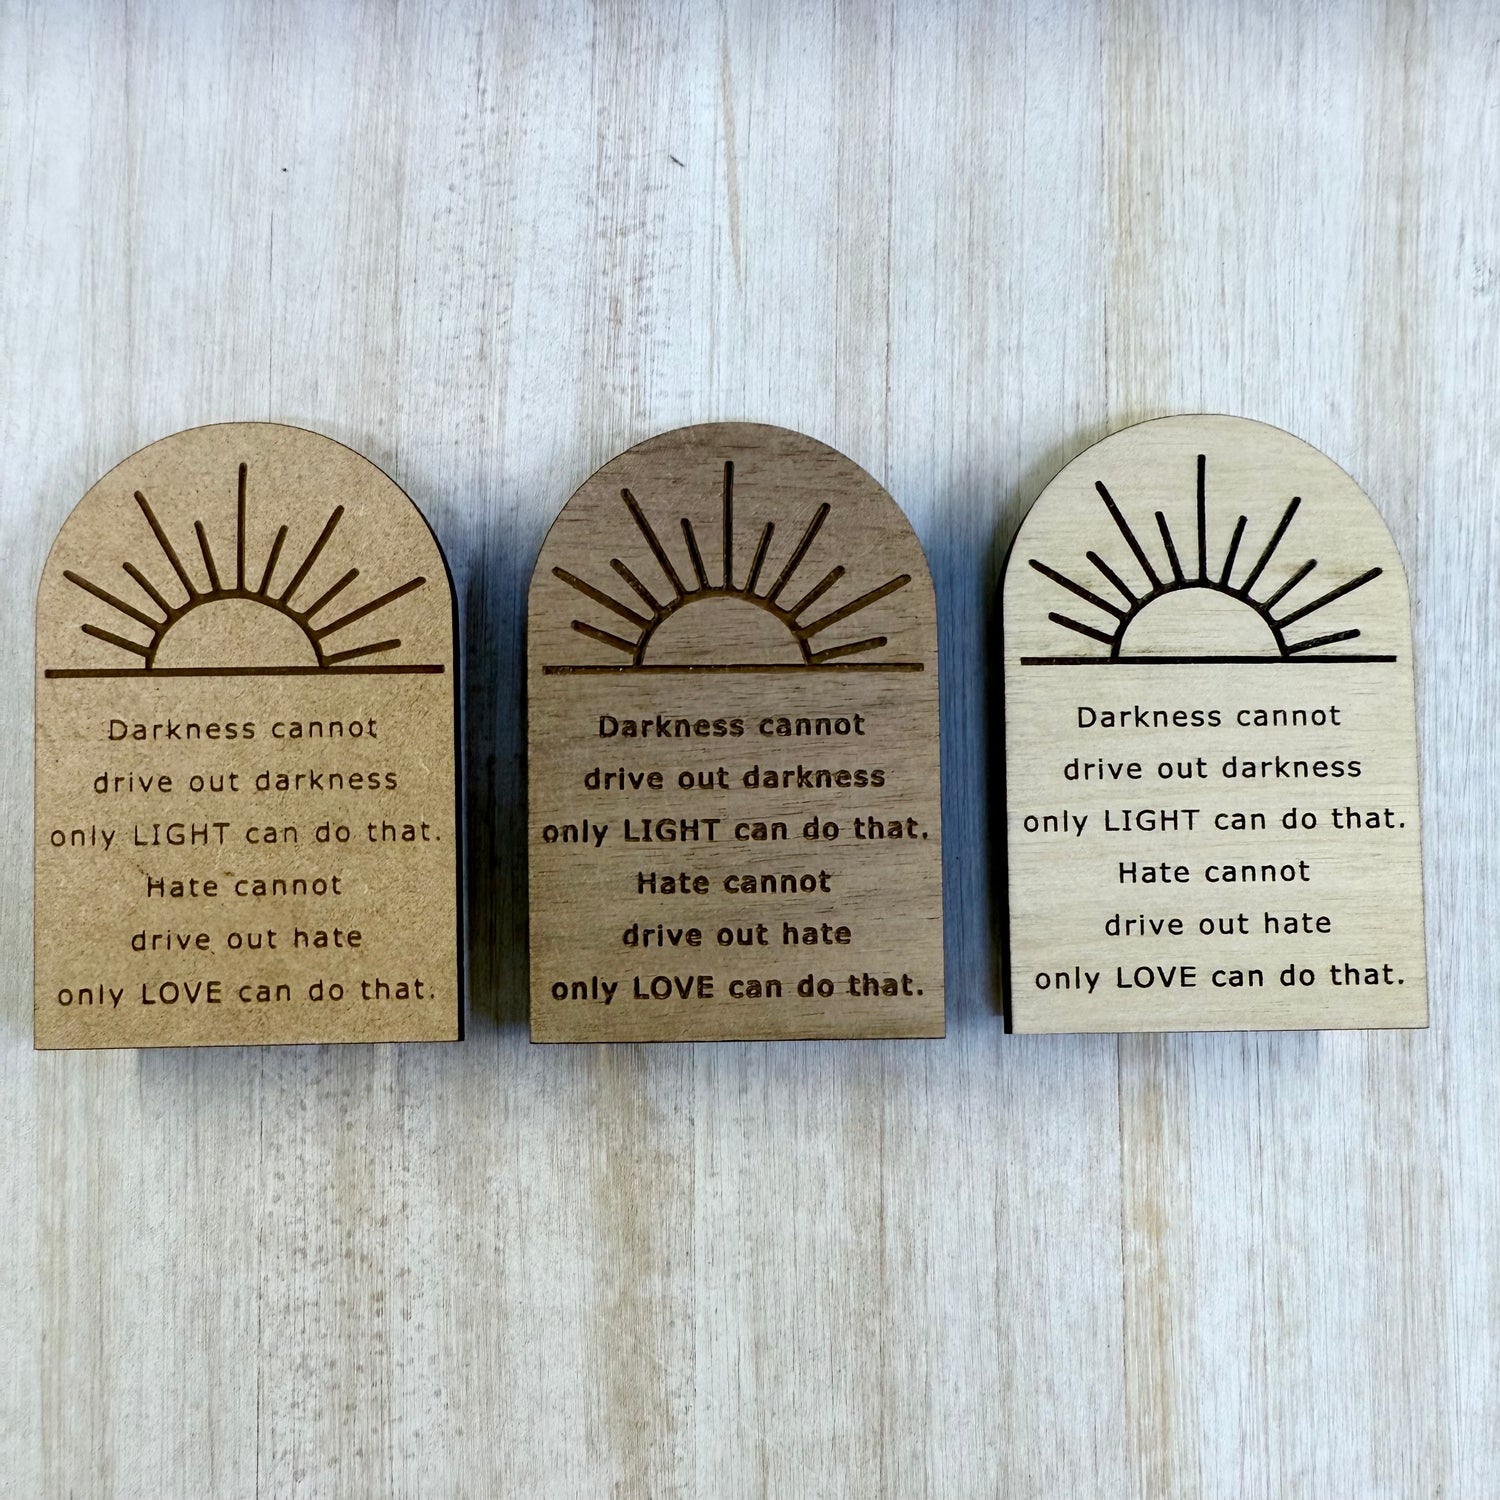 Darkness cannot
drive out darkness
only LIGHT can do that.
Hate cannot
drive out hate
only LOVE can do that.
Darkness cannot
drive out darkness
only LIGHT can do that.
Hate cannot
drive out hate
only LOVE can do that.
Darkness cannot
drive out darkness
only LIGHT can do that.
Hate cannot
drive out hate
only LOVE can do that.